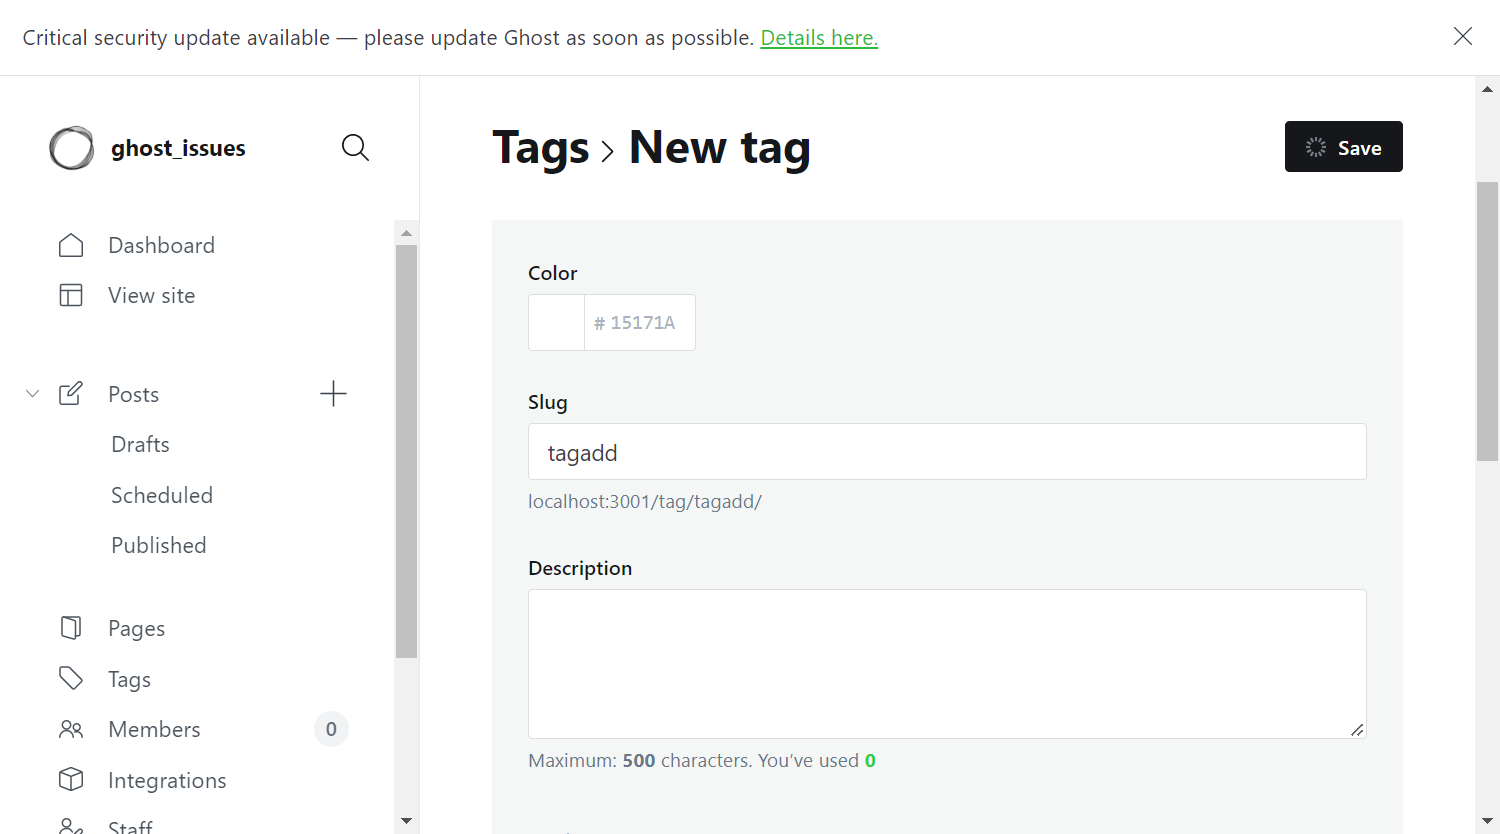 Critical security update available — please update Ghost as soon as possible. Details here.
ghost_issues
Dashboard
View site
Posts
Drafts
Scheduled
Published
Pages
Tags
Members 0
Integrations
Staff
Tags > New tag
Save
Color
# 15171A
Slug
tagadd
localhost:3001/tag/tagadd/
Description
Maximum: 500 characters. You’ve used 0